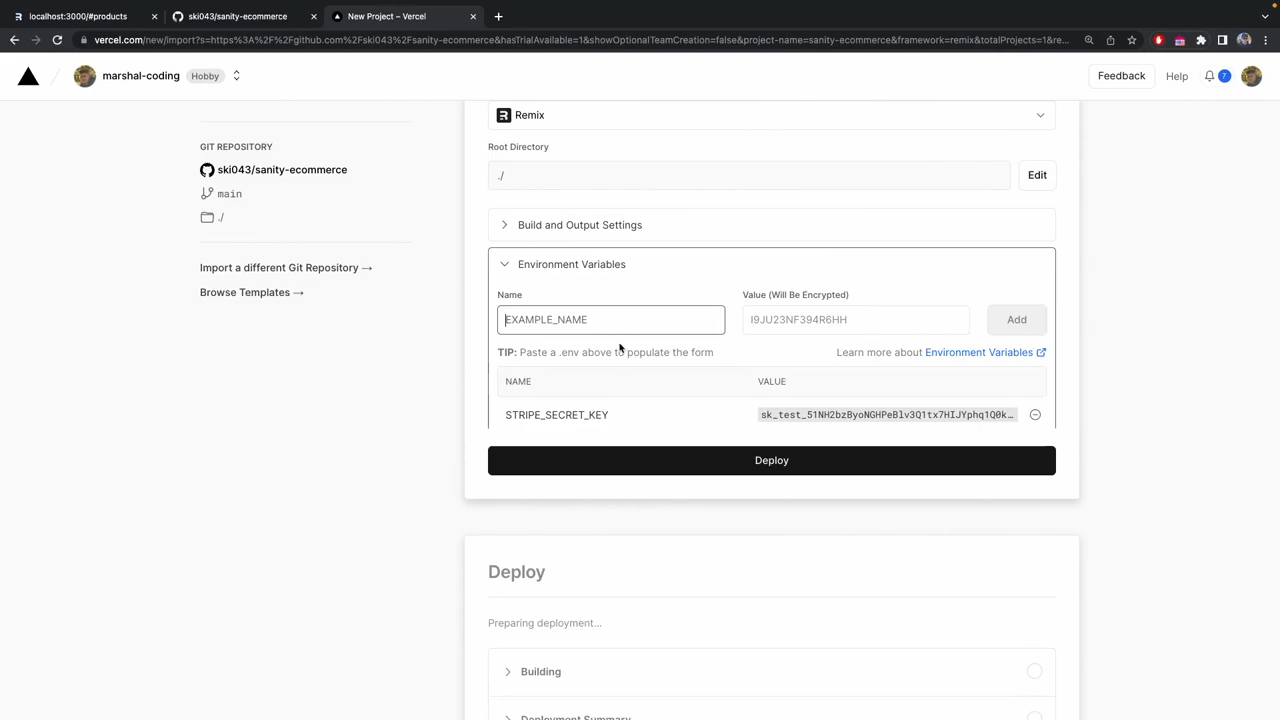 localhost:3000/#products
ski043/sanity-ecommerce
New Project – Vercel
vercel.com/new/import?s=https%3A%2F%2Fgithub.com%2Fski043%2Fsanity-ecommerce&hasTrialAvailable=1&showOptionalTeamCreation=false&project-name=sanity-ecommerce&framework=remix&totalProjects=1&re...
marshal-coding
Hobby
Feedback
Help
7
GIT REPOSITORY
ski043/sanity-ecommerce
main
./
Import a different Git Repository →
Browse Templates →
Remix
Root Directory
./
Edit
Build and Output Settings
Environment Variables
Name
Value (Will Be Encrypted)
EXAMPLE_NAME
I9JU23NF394R6HH
Add
TIP: Paste a .env above to populate the form
Learn more about Environment Variables
NAME
VALUE
STRIPE_SECRET_KEY
sk_test_51NH2bzByoNGHPeBlv3Q1tx7HIJYphq1Q0k…
Deploy
Deploy
Preparing deployment...
Building
Deployment Summary